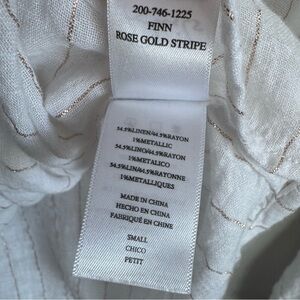 200-746-1225
FINN
ROSE GOLD STRIPE
54.5%LINEN/44.5%RAYON
1%METALLIC
54.5%LINO/44.5%RAYON
1%METALICO
54.5%LIN/44.5%RAYONNE
1%METALLIQUES
MADE IN CHINA
HECHO EN CHINA
FABRIQUÉ EN CHINE
SMALL
CHICO
PETIT